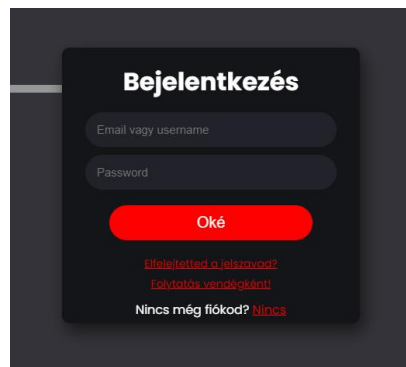 Bejelentkezés
Email vagy username
Password
Oké
Elfelejtetted a jelszavad?
Folytatás vendégként!
Nincs még fiókod? Nincs